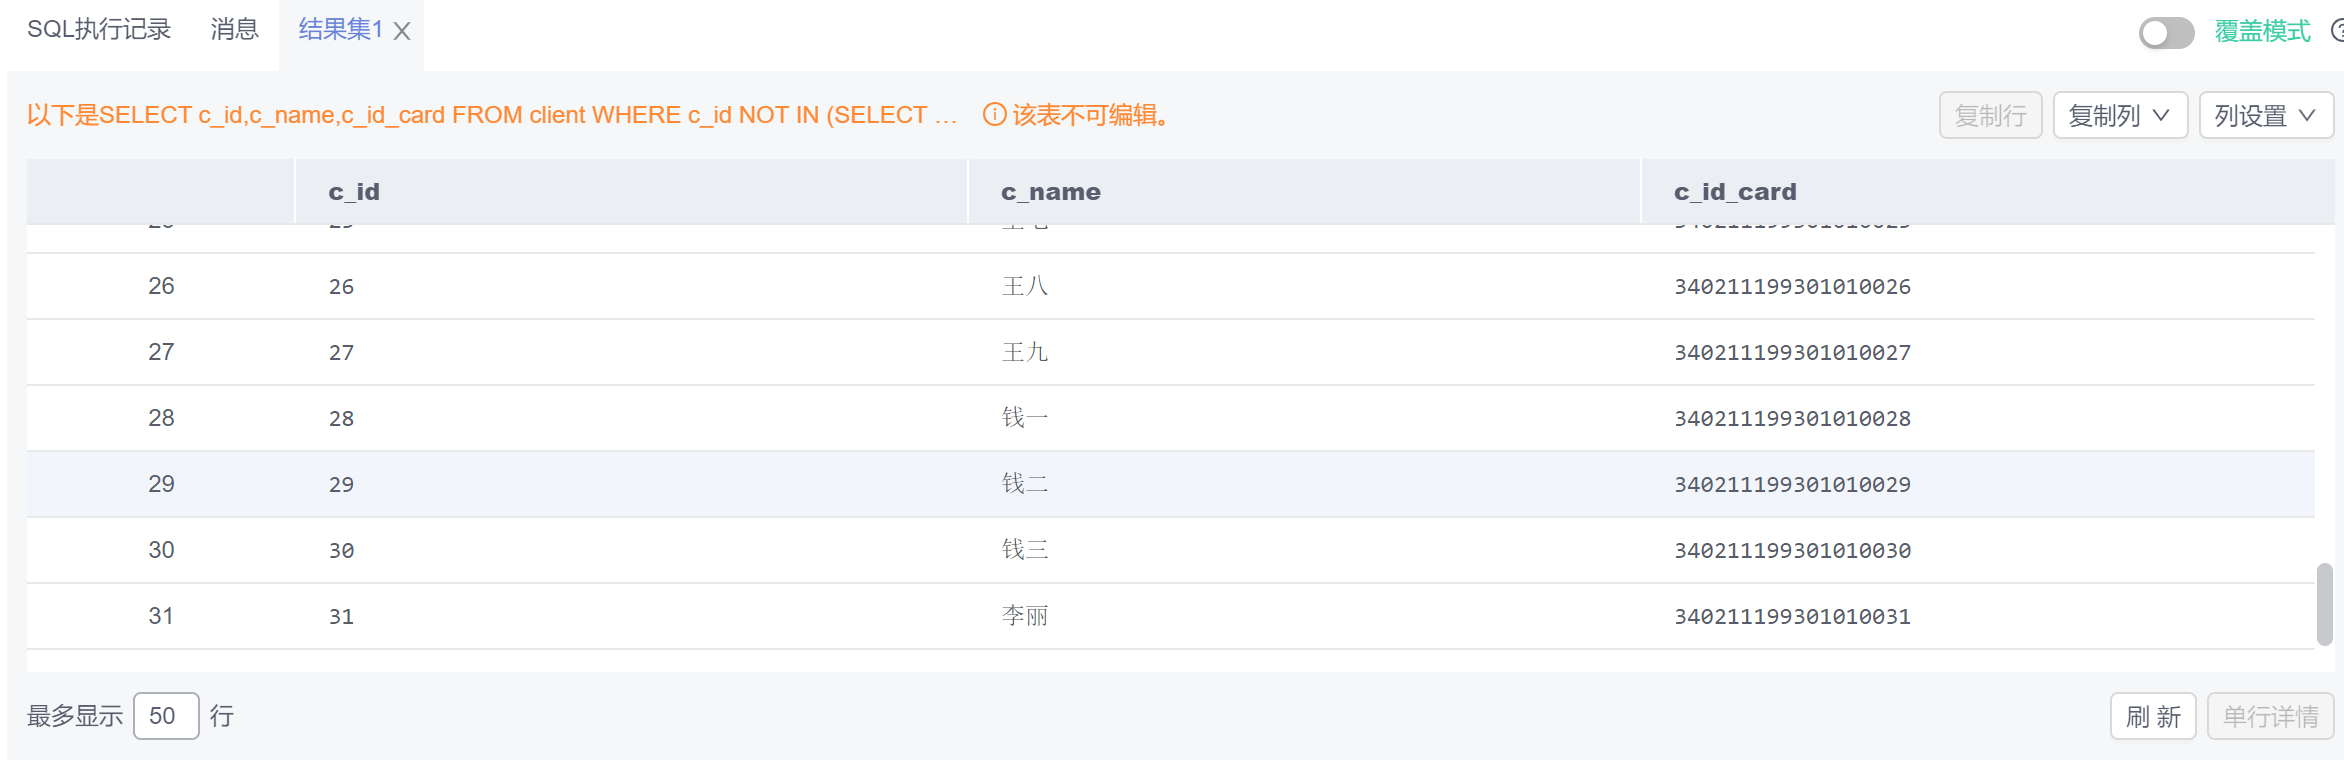 SQL执行记录 消息 结果集1 覆盖模式
以下是SELECT c_id,c_name,c_id_card FROM client WHERE c_id NOT IN (SELECT … 该表不可编辑。 复制行 复制列 列设置
c_id c_name c_id_card
26 26 王八 340211199301010026
27 27 王九 340211199301010027
28 28 钱一 340211199301010028
29 29 钱二 340211199301010029
30 30 钱三 340211199301010030
31 31 李丽 340211199301010031
最多显示 50 行 刷 新 单行详情